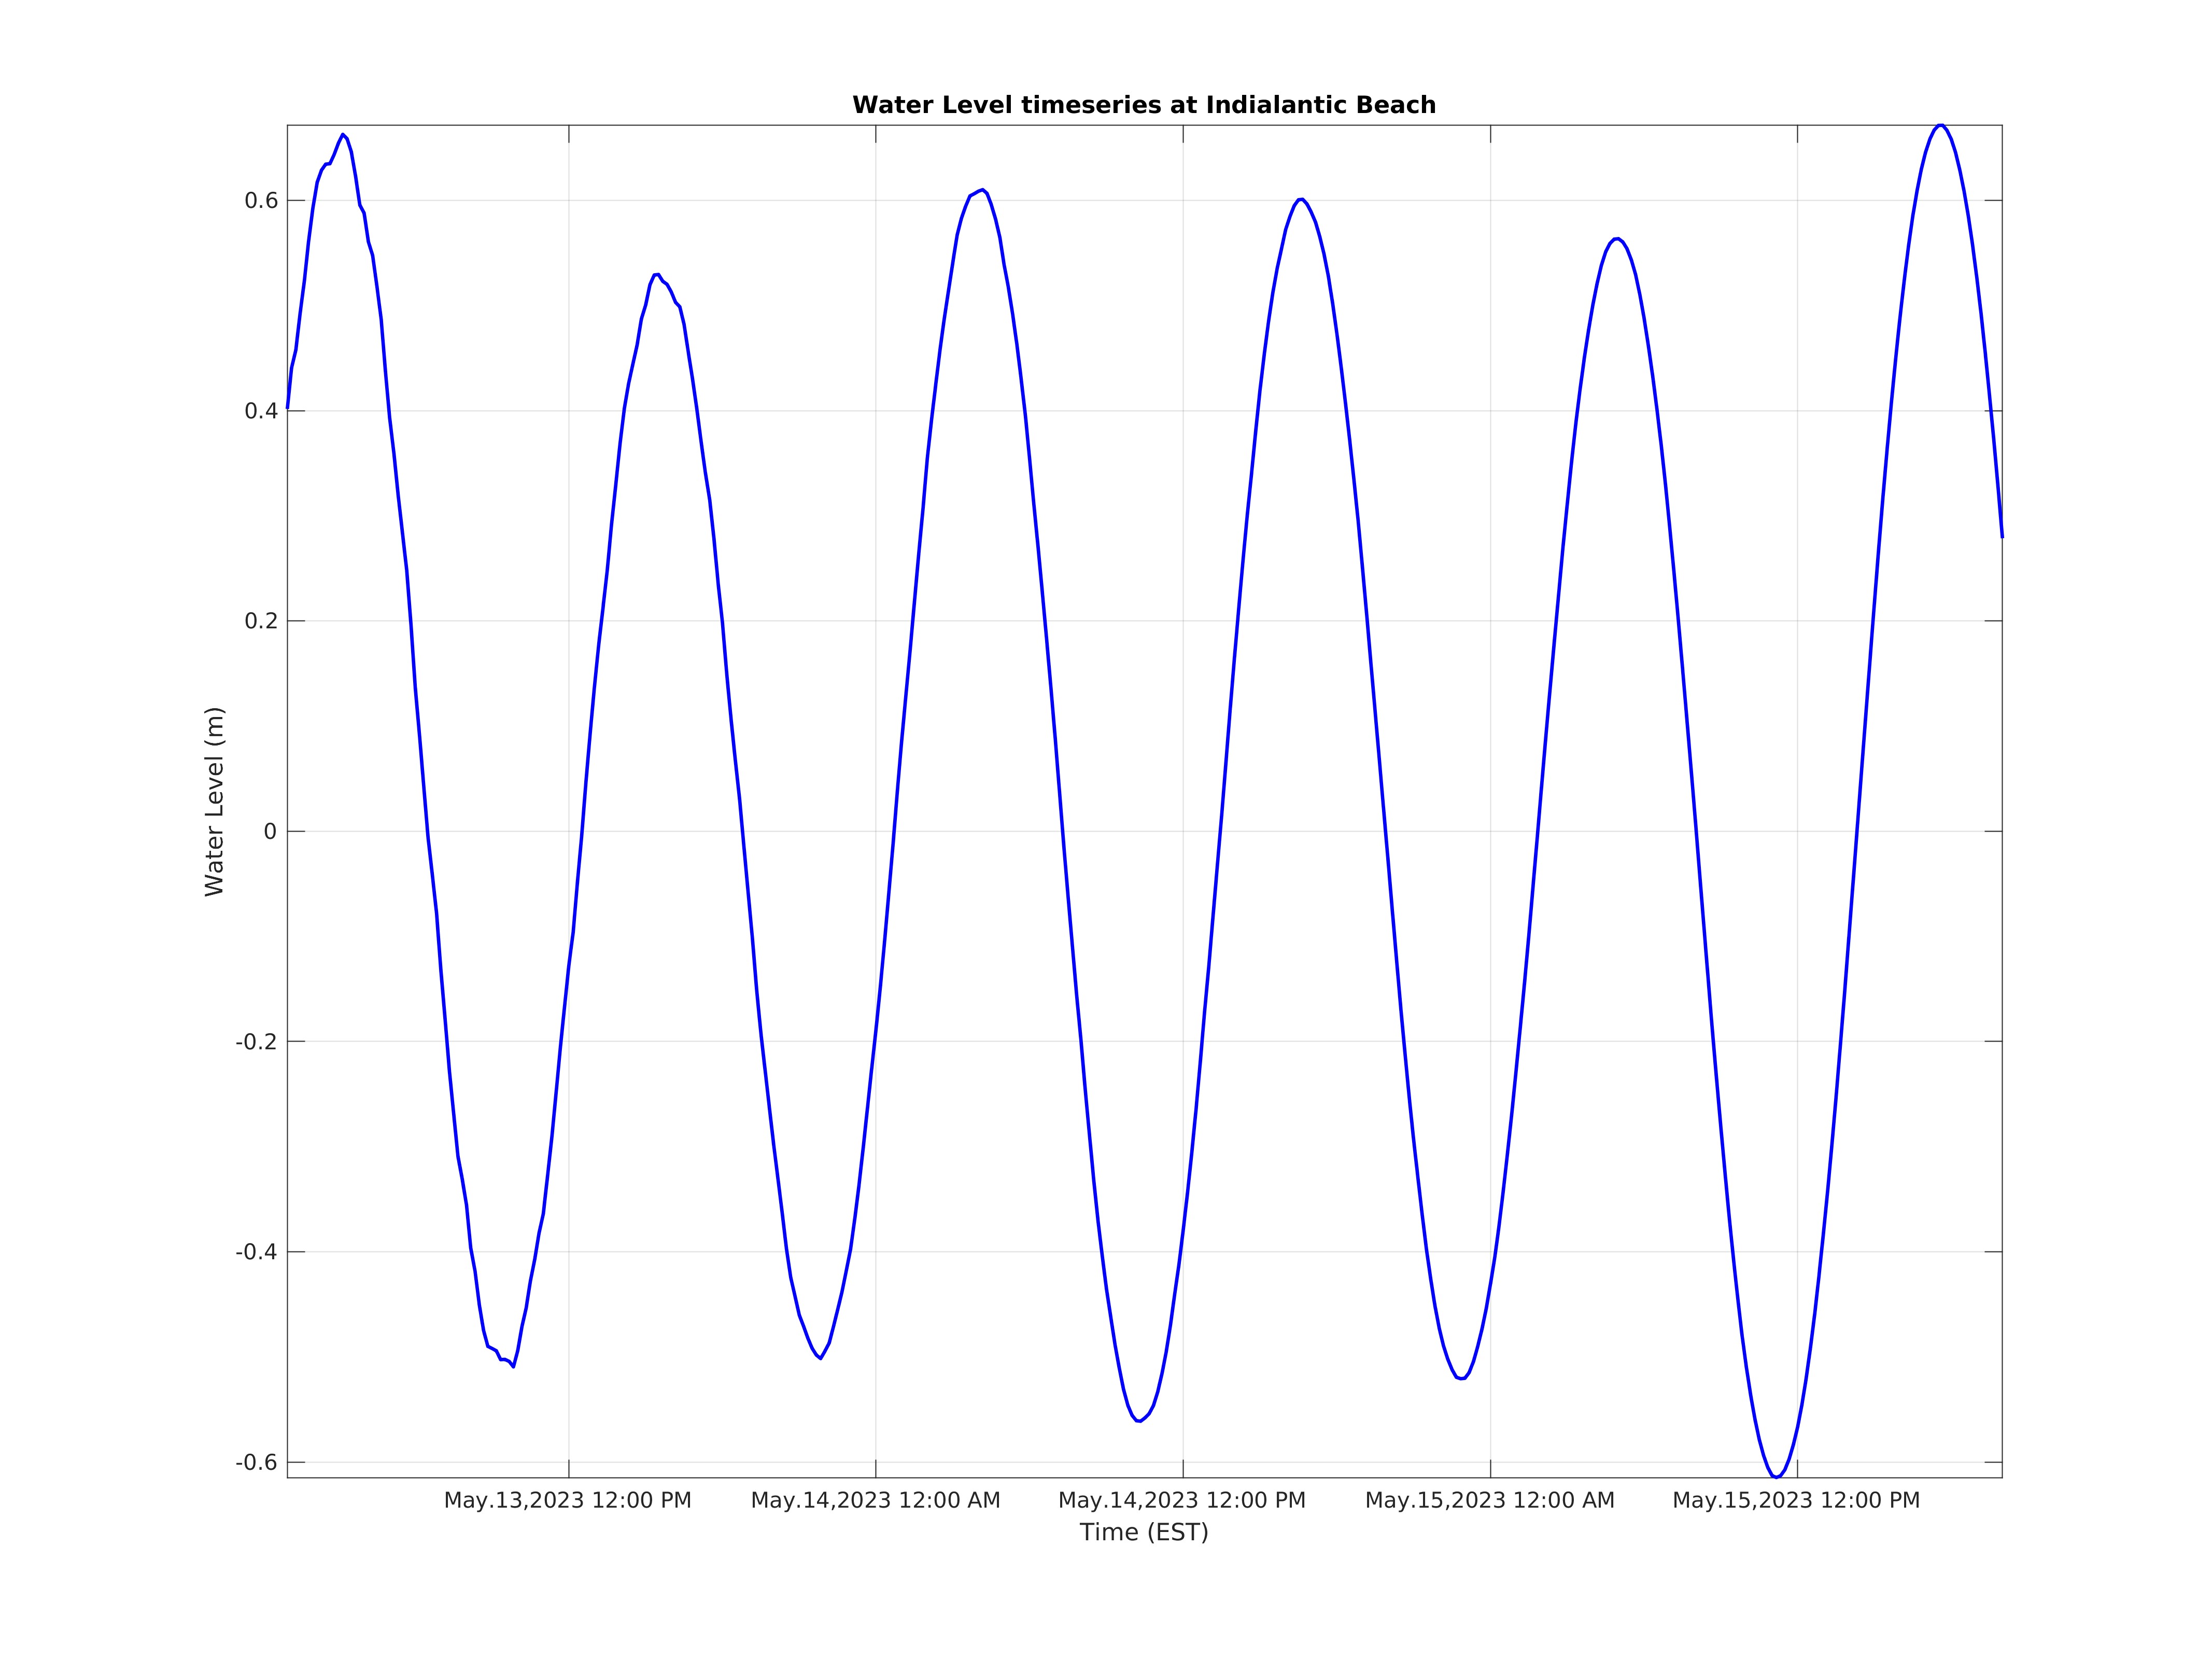 Water Level timeseries at Indialantic Beach
0.6
0.4
0.2
0
-0.2
-0.4
-0.6
Water Level (m)
May.13,2023 12:00 PM
May.14,2023 12:00 AM
May.14,2023 12:00 PM
May.15,2023 12:00 AM
May.15,2023 12:00 PM
Time (EST)